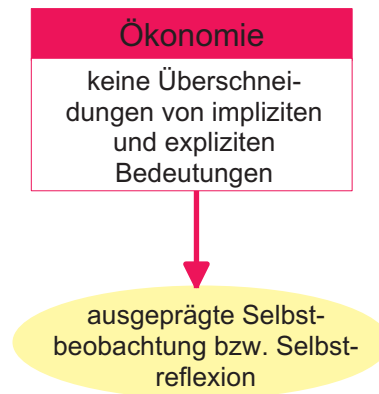 Ökonomie
keine Überschnei-
dungen von impliziten
und expliziten
Bedeutungen
ausgeprägte Selbst-
beobachtung bzw. Selbst-
reflexion